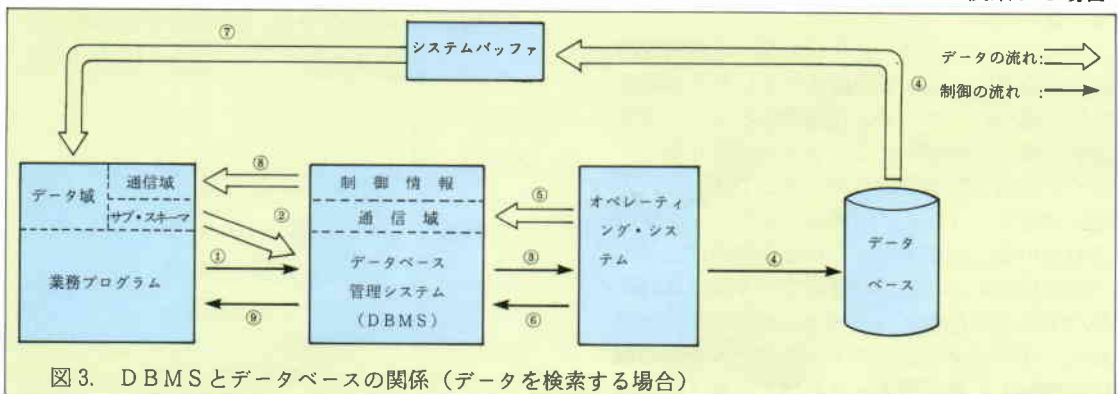 ⑦
システムバッファ
データの流れ:
④
制御の流れ :
データ域
通信域
サブ・スキーマ
業務プログラム
⑧
②
①
⑨
制御情報
通信域
データベース
管理システム
(DBMS)
⑤
③
⑥
オペレーティ
ング・シス
テム
④
データ
ベース
図3. DBMSとデータベースの関係(データを検索する場合)